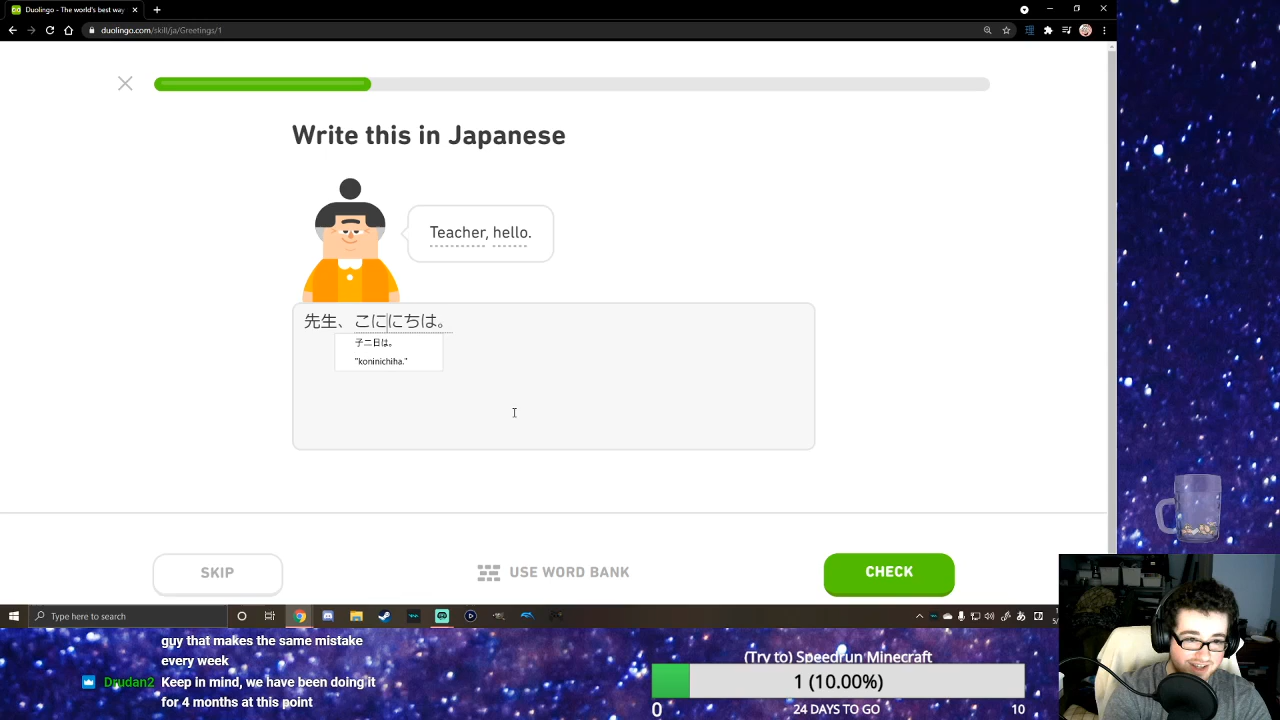 Duolingo - The world's best way
duolingo.com/skill/ja/Greetings/1
Write this in Japanese
Teacher, hello.
先生、こににちは。
子二日は。
"koninichiha."
SKIP
USE WORD BANK
CHECK
Type here to search
guy that makes the same mistake
every week
Drudan2 Keep in mind, we have been doing it
for 4 months at this point
(Try to) Speedrun Minecraft
1 (10.00%)
0
24 DAYS TO GO
10